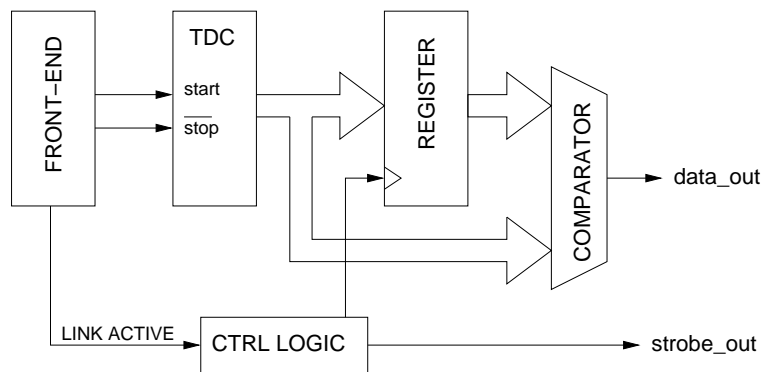 FRONT−END
TDC
start
stop
REGISTER
COMPARATOR
data_out
LINK ACTIVE
CTRL LOGIC
strobe_out